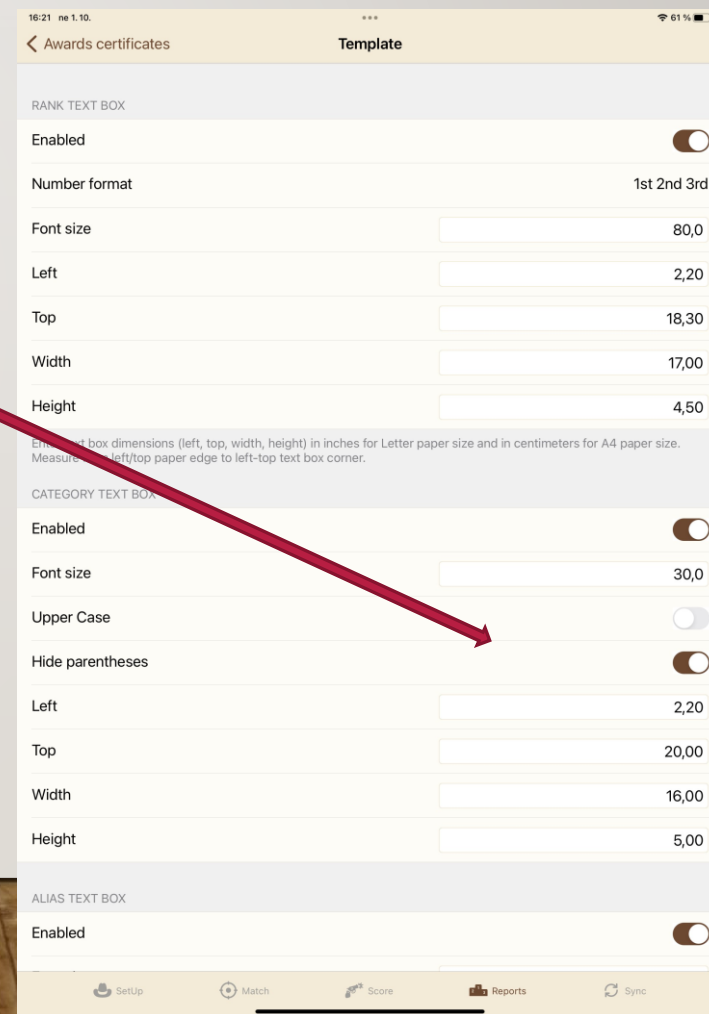 16:21 ne 1. 10.
61 %
Awards certificates
Template
RANK TEXT BOX
Enabled
Number format
1st 2nd 3rd
Font size
80,0
Left
2,20
Top
18,30
Width
17,00
Height
4,50
box dimensions (left, top, width, height) in inches for Letter paper size and in centimeters for A4 paper size.
Measure left/top paper edge to left-top text box corner.
CATEGORY TEXT BOX
Enabled
Font size
30,0
Upper Case
Hide parentheses
Left
2,20
Top
20,00
Width
16,00
Height
5,00
ALIAS TEXT BOX
Enabled
SetUp
Match
Score
Reports
Sync